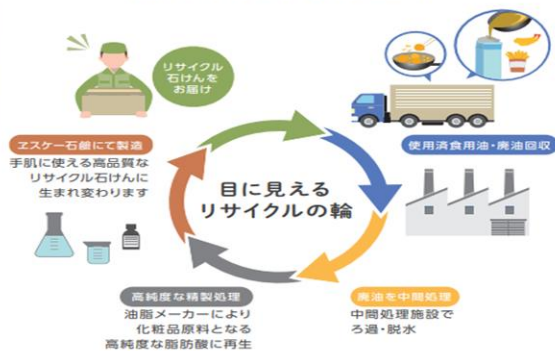 リサイクル
石けんを
お届け
使用済食用油・廃油回収
ヱスケー石鹸にて製造
手肌に使える高品質な
リサイクル石けんに
生まれ変わります
目に見える
リサイクルの輪
高純度な精製処理
油脂メーカーにより
化粧品原料となる
高純度な脂肪酸に再生
廃油を中間処理
中間処理施設で
ろ過・脱水